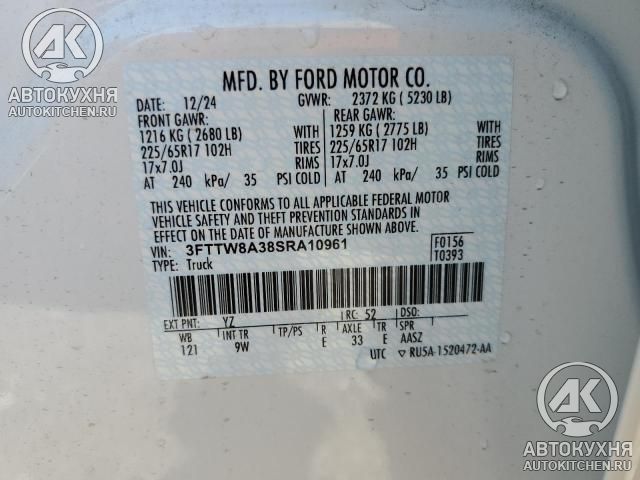 АВТОКУХНЯ
AUTOKITCHEN.RU
MFD. BY FORD MOTOR CO.
DATE: 12/24 GVWR: 2372 KG ( 5230 LB)
FRONT GAWR: REAR GAWR:
1216 KG ( 2680 LB) WITH 1259 KG ( 2775 LB) WITH
225/65R17 102H TIRES 225/65R17 102H TIRES
17x7.0J RIMS 17x7.0J RIMS
AT 240 kPa/ 35 PSI COLD AT 240 kPa/ 35 PSI COLD
THIS VEHICLE CONFORMS TO ALL APPLICABLE FEDERAL MOTOR
VEHICLE SAFETY AND THEFT PREVENTION STANDARDS IN
EFFECT ON THE DATE OF MANUFACTURE SHOWN ABOVE.
VIN: 3FTTW8A38SRA10961 F0156
TYPE: Truck T0393
EXT PNT: YZ RC: 52 DSO:
WB INT TR TP/PS R AXLE TR SPR
121 9W E 33 E AASZ
UTC RU5A-1520472-AA
АК
АВТОКУХНЯ
AUTOKITCHEN.RU